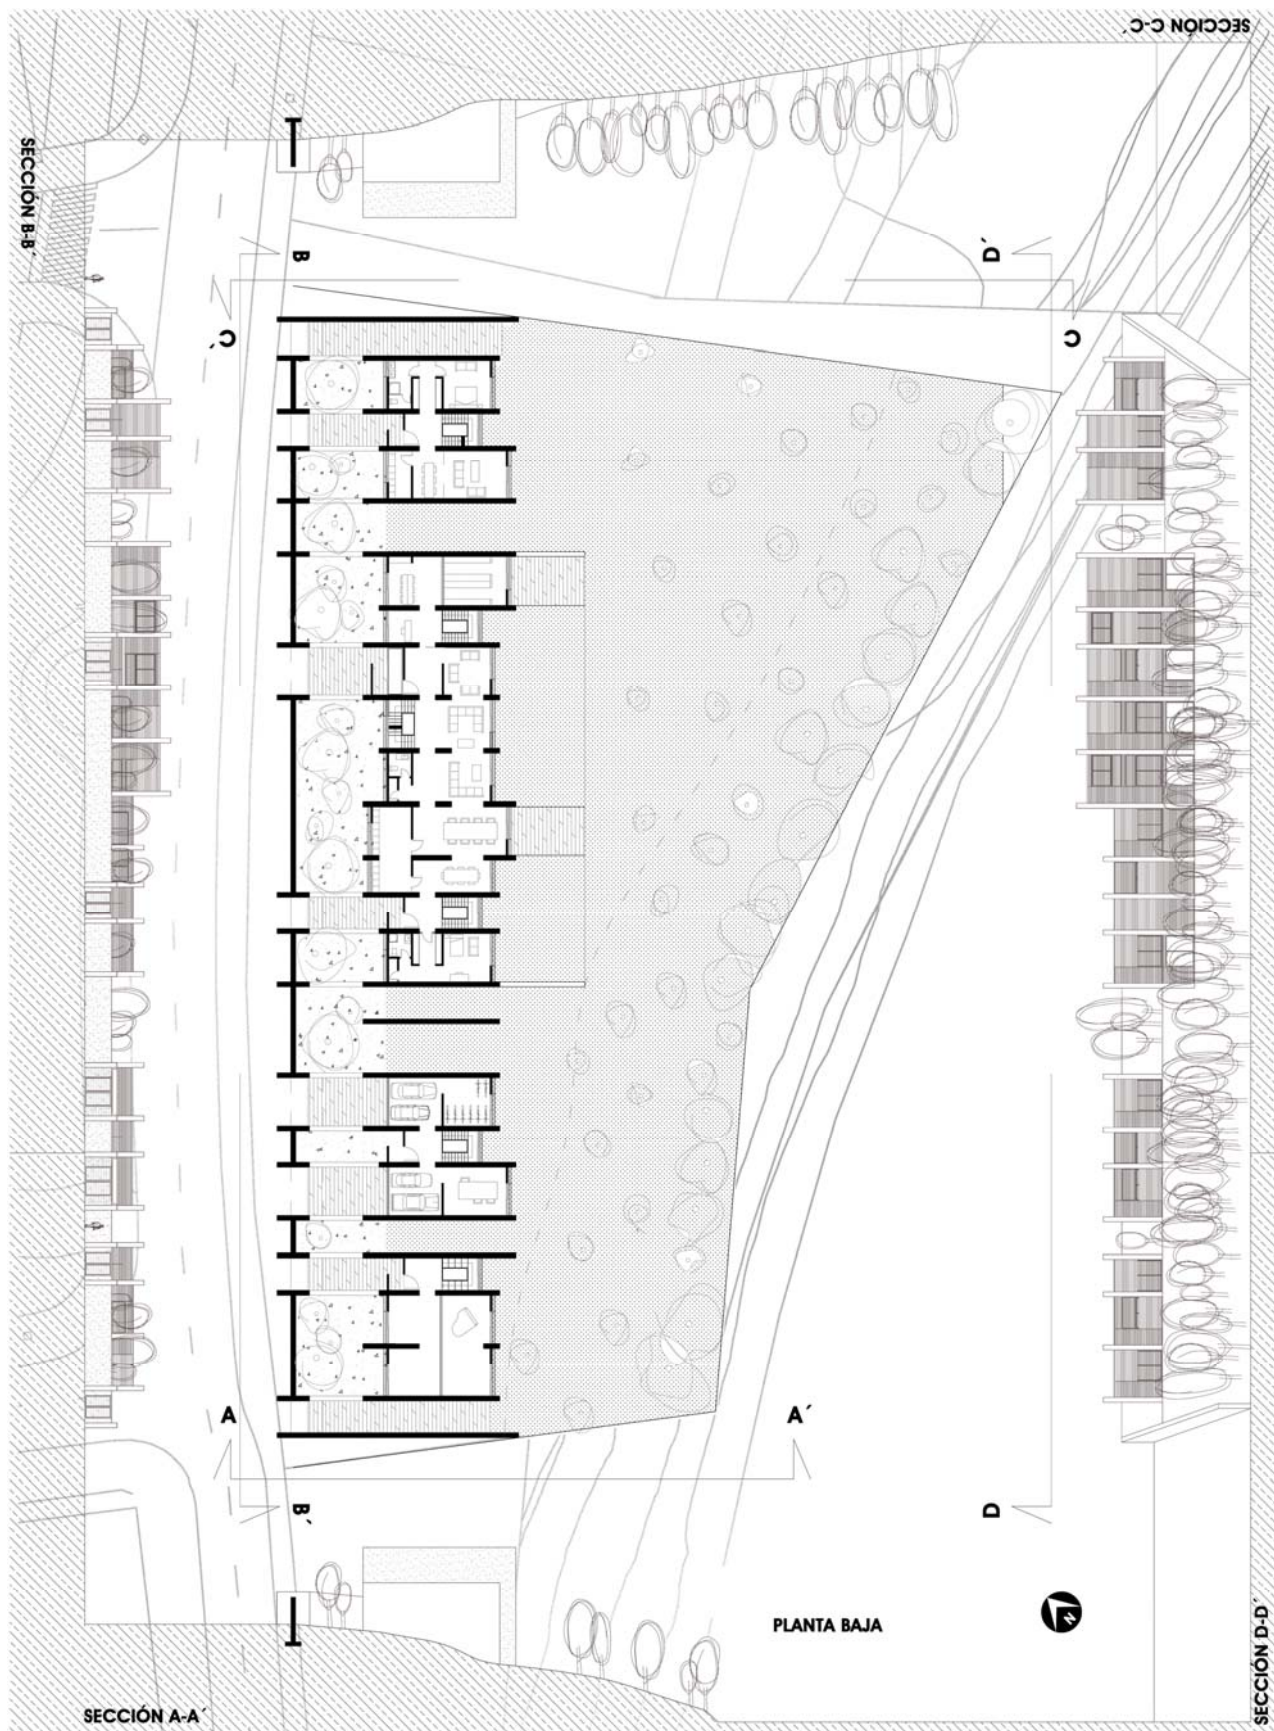 SECCIÓN C-C´
SECCIÓN B-B´
B
D´
C´
C
A
A´
B´
D
N
PLANTA BAJA
SECCIÓN A-A´
SECCIÓN D-D´